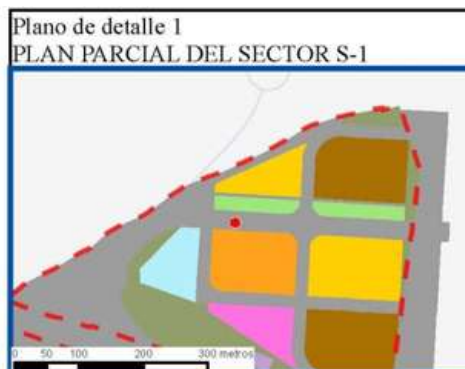 Plano de detalle 1
PLAN PARCIAL DEL SECTOR S-1
0 50 100 200 300 metros